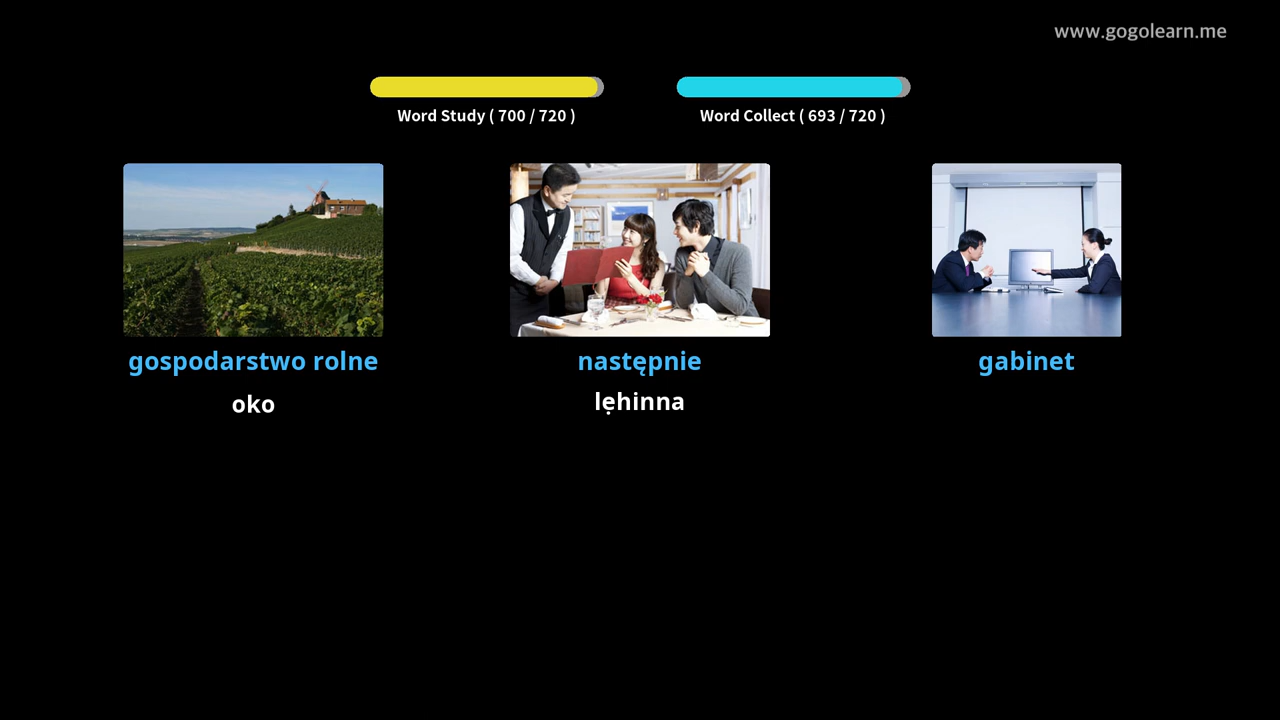 www.gogolearn.me
Word Study ( 700 / 720 )
Word Collect ( 693 / 720 )
gospodarstwo rolne
następnie
gabinet
oko
lẹhinna